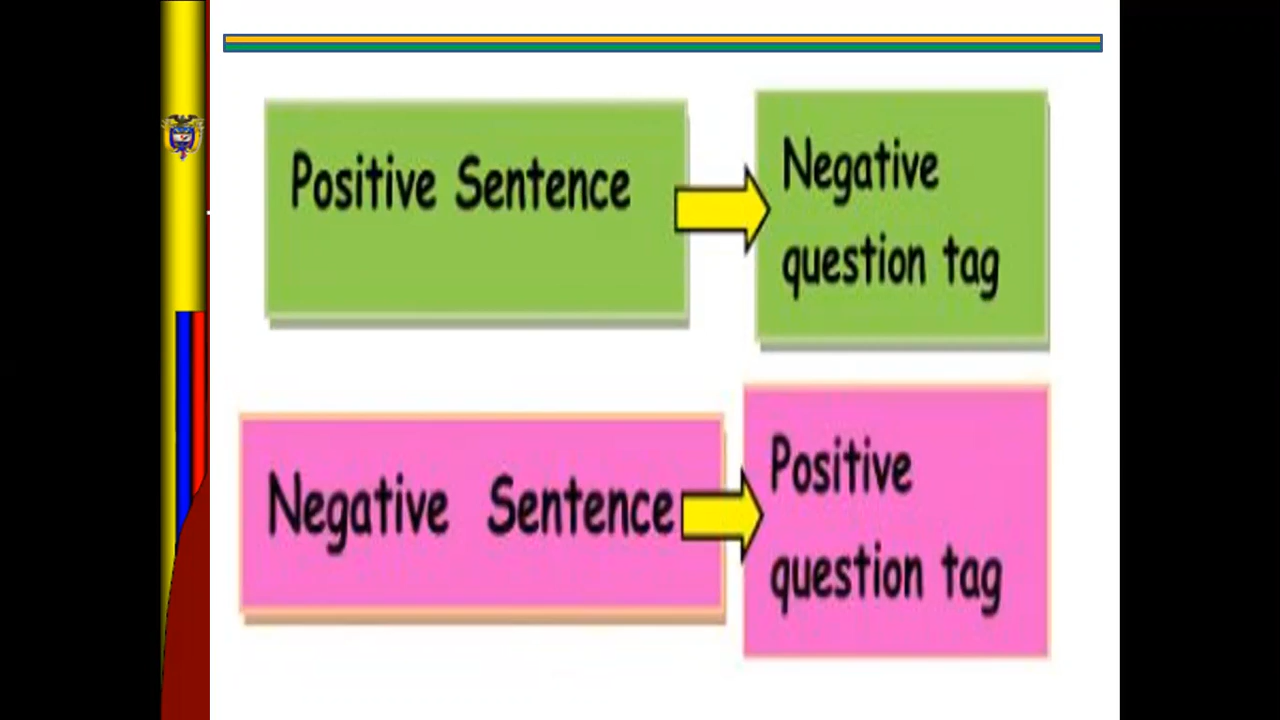 Positive Sentence
Negative
question tag
Negative Sentence
Positive
question tag